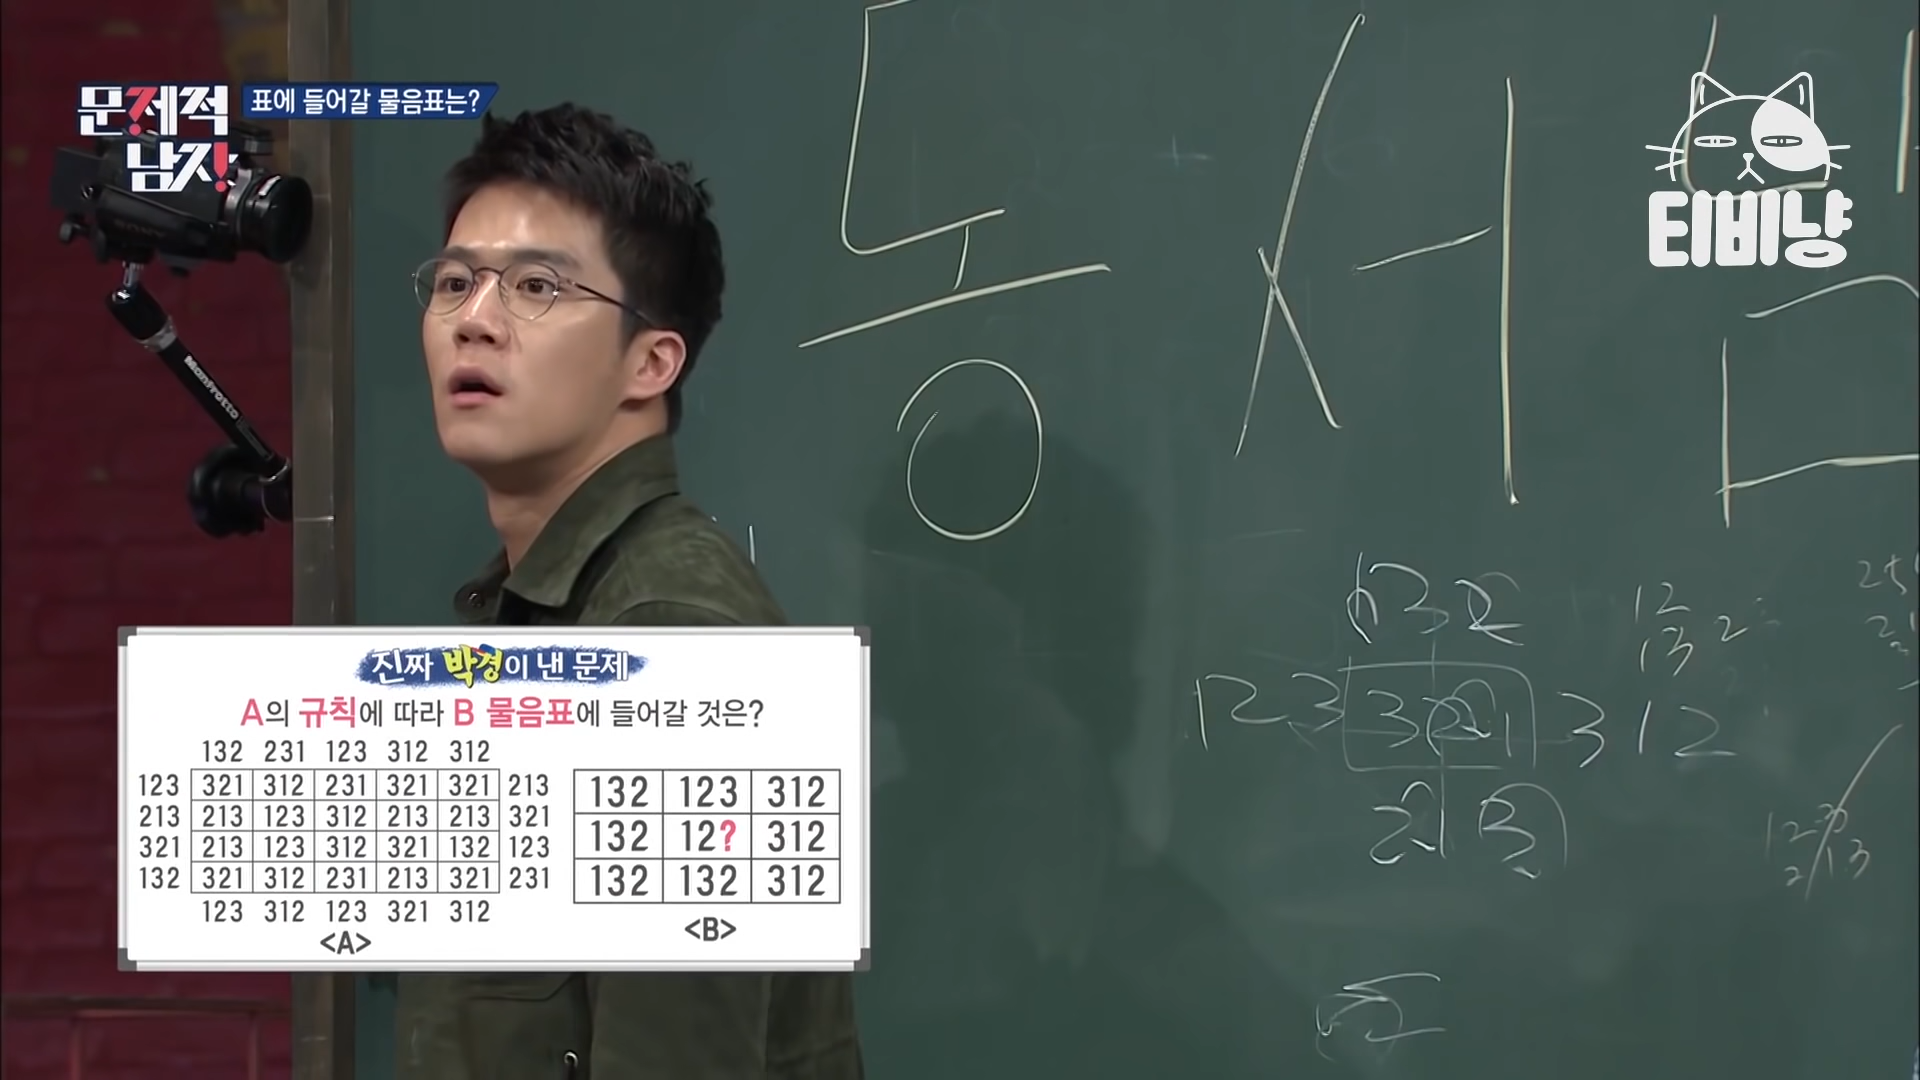 문제적
남자
표에 들어갈 물음표는?
티비냥
Manfrotto
동 서 남
132
123 321 312
213
12
13 2
진짜 박경이 낸 문제
A의 규칙에 따라 B 물음표에 들어갈 것은?
132 231 123 312 312
123 321 312 231 321 321 213
213 213 123 312 213 213 321
321 213 123 312 321 132 123
132 321 312 231 213 321 231
123 312 123 321 312
<A>
132 123 312
132 12? 312
132 132 312
<B>